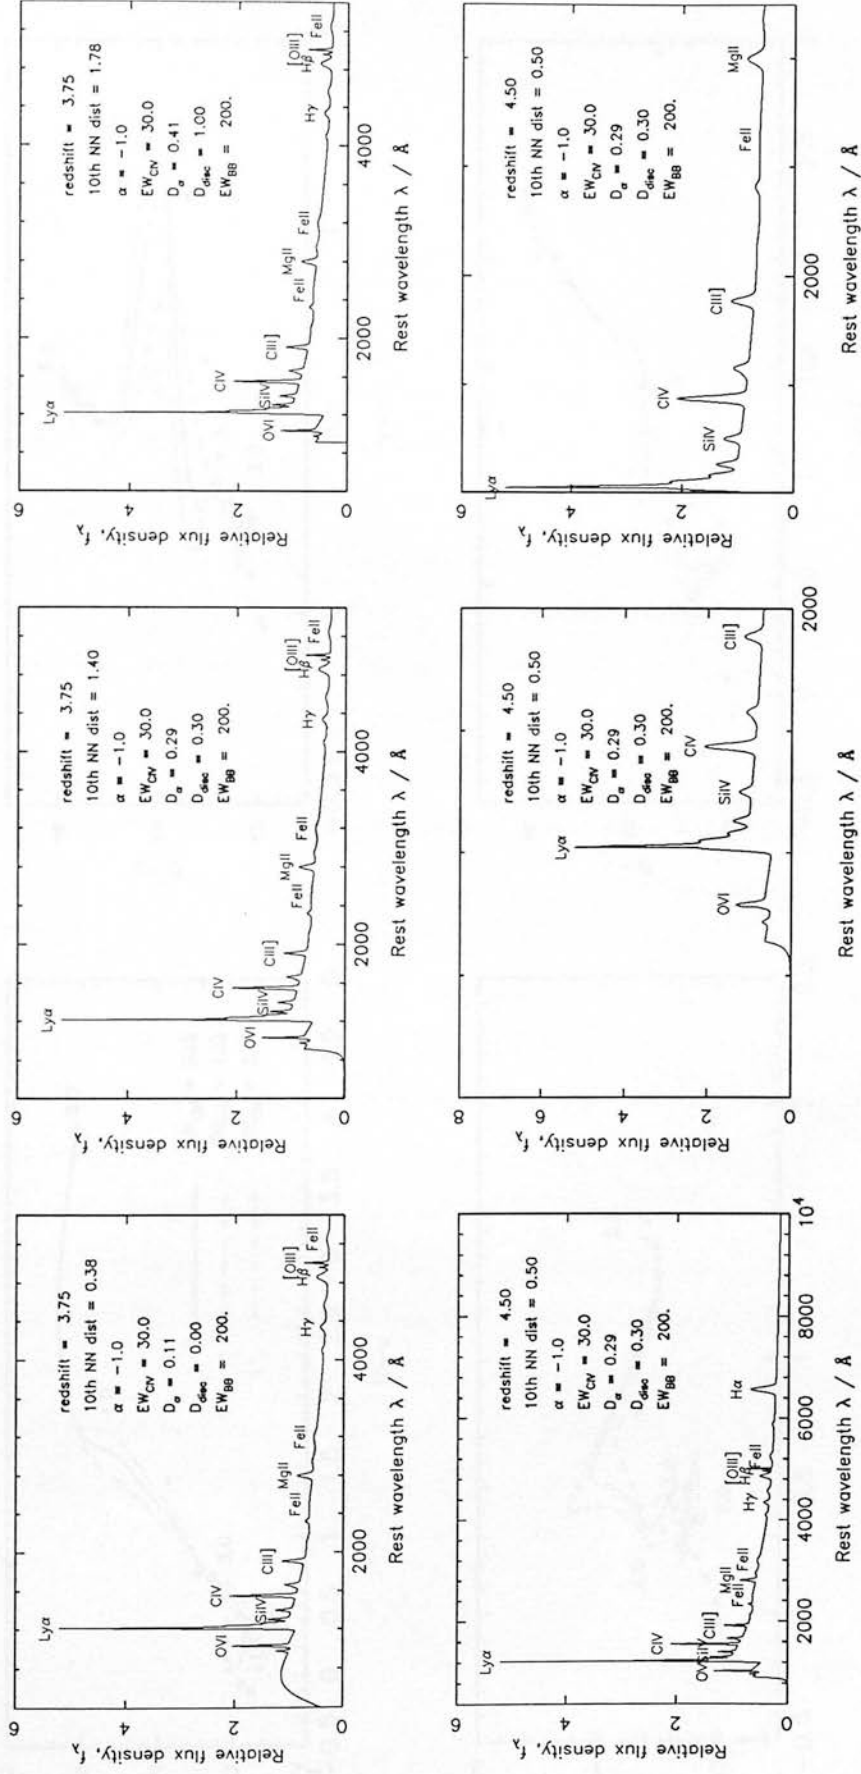 Relative flux density, f_λ
6
4
2
0
Lyα
OVI
SiIV
CIV
CIII]
FeII
MgII
FeII
Hγ
Hβ
[OIII]
FeII
redshift = 3.75
10th NN dist = 0.38
α = −1.0
EW_CIV = 30.0
D_α = 0.11
D_disc = 0.00
EW_BB = 200.
2000
4000
Rest wavelength λ / Å
Relative flux density, f_λ
6
4
2
0
Lyα
OVI
SiIV
CIV
CIII]
FeII
MgII
FeII
Hγ
Hβ
[OIII]
FeII
redshift = 3.75
10th NN dist = 1.40
α = −1.0
EW_CIV = 30.0
D_α = 0.29
D_disc = 0.30
EW_BB = 200.
2000
4000
Rest wavelength λ / Å
Relative flux density, f_λ
6
4
2
0
Lyα
OVI
SiIV
CIV
CIII]
FeII
MgII
FeII
Hγ
Hβ
[OIII]
FeII
redshift = 3.75
10th NN dist = 1.78
α = −1.0
EW_CIV = 30.0
D_α = 0.41
D_disc = 1.00
EW_BB = 200.
2000
4000
Rest wavelength λ / Å
Relative flux density, f_λ
6
4
2
0
Lyα
OVI
SiIV
CIV
CIII]
FeII
MgII
FeII
Hγ
Hβ
[OIII]
FeII
Hα
redshift = 4.50
10th NN dist = 0.50
α = −1.0
EW_CIV = 30.0
D_α = 0.29
D_disc = 0.30
EW_BB = 200.
2000
4000
6000
8000
10⁴
Rest wavelength λ / Å
Relative flux density, f_λ
8
6
4
2
0
Lyα
OVI
SiIV
CIV
CIII]
redshift = 4.50
10th NN dist = 0.50
α = −1.0
EW_CIV = 30.0
D_α = 0.29
D_disc = 0.30
EW_BB = 200.
2000
Rest wavelength λ / Å
Relative flux density, f_λ
6
4
2
0
Lyα
SiIV
CIV
CIII]
FeII
MgII
redshift = 4.50
10th NN dist = 0.50
α = −1.0
EW_CIV = 30.0
D_α = 0.29
D_disc = 0.30
EW_BB = 200.
2000
Rest wavelength λ / Å